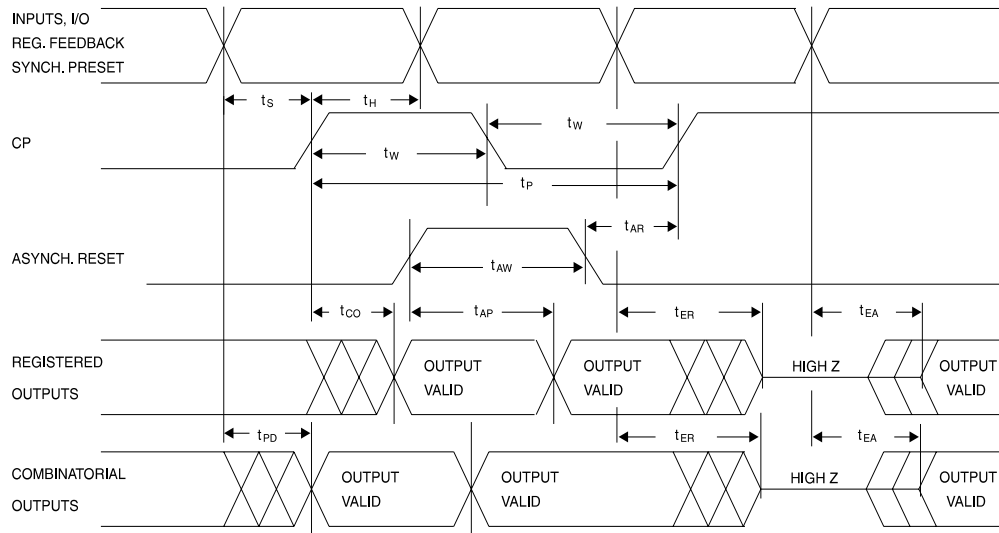 INPUTS, I/O
REG. FEEDBACK
SYNCH. PRESET
tS
tH
CP
tW
tW
tP
tAR
ASYNCH. RESET
tAW
tCO
tAP
tER
tEA
REGISTERED
OUTPUTS
OUTPUT
VALID
OUTPUT
VALID
HIGH Z
OUTPUT
VALID
tPD
tER
tEA
COMBINATORIAL
OUTPUTS
OUTPUT
VALID
OUTPUT
VALID
HIGH Z
OUTPUT
VALID